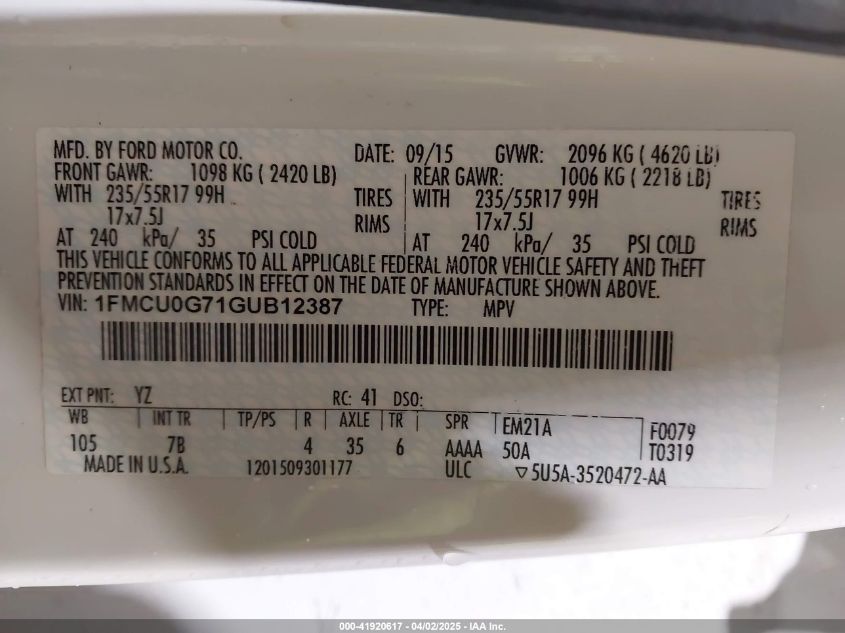 MFD. BY FORD MOTOR CO. DATE: 09/15 GVWR: 2096 KG ( 4620 LB)
FRONT GAWR: 1098 KG ( 2420 LB) REAR GAWR: 1006 KG ( 2218 LB)
WITH 235/55R17 99H TIRES WITH 235/55R17 99H TIRES
17x7.5J RIMS 17x7.5J RIMS
AT 240 kPa/ 35 PSI COLD AT 240 kPa/ 35 PSI COLD
THIS VEHICLE CONFORMS TO ALL APPLICABLE FEDERAL MOTOR VEHICLE SAFETY AND THEFT
PREVENTION STANDARDS IN EFFECT ON THE DATE OF MANUFACTURE SHOWN ABOVE.
VIN: 1FMCU0G71GUB12387 TYPE: MPV
EXT PNT: YZ RC: 41 DSO:
WB INT TR TP/PS R AXLE TR SPR EM21A F0079
105 7B 4 35 6 AAAA 50A T0319
MADE IN U.S.A. 1201509301177 ULC ▽5U5A-3520472-AA
000-41920617 - 04/02/2025 - IAA Inc.